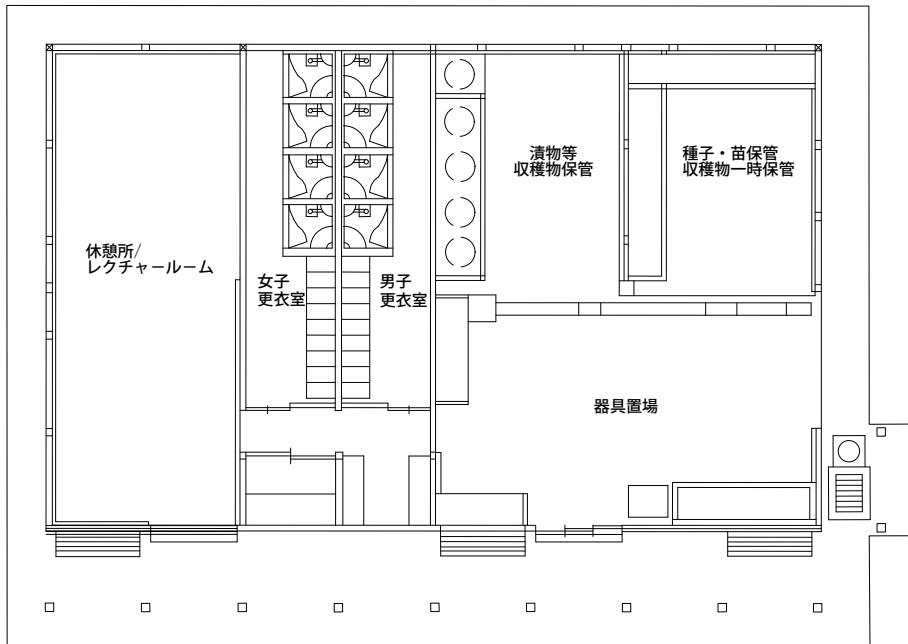 漬物等
収穫物保管
種子・苗保管
収穫物一時保管
休憩所/
レクチャールーム
女子
更衣室
男子
更衣室
器具置場